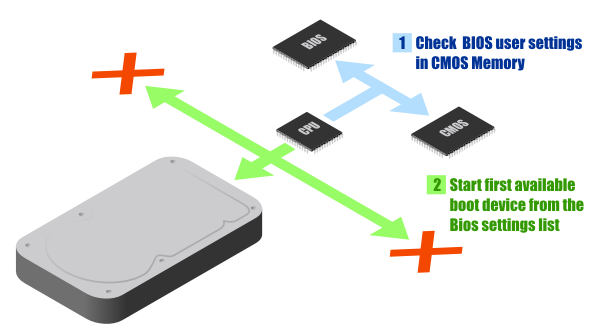 BIOS
1 Check BIOS user settings
in CMOS Memory
CPU
CMOS
2 Start first available
boot device from the
Bios settings list